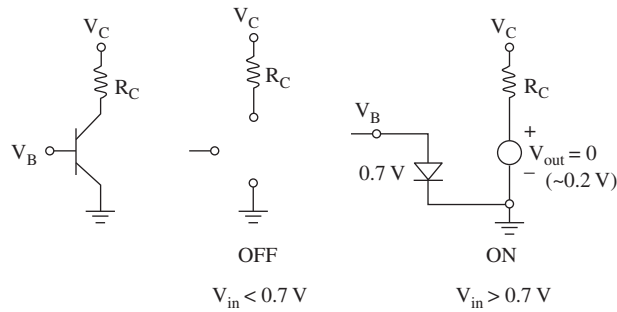 V_C
R_C
V_B
V_C
R_C
OFF
V_in < 0.7 V
V_C
R_C
V_B
0.7 V
+
V_out = 0
−
(~0.2 V)
ON
V_in > 0.7 V